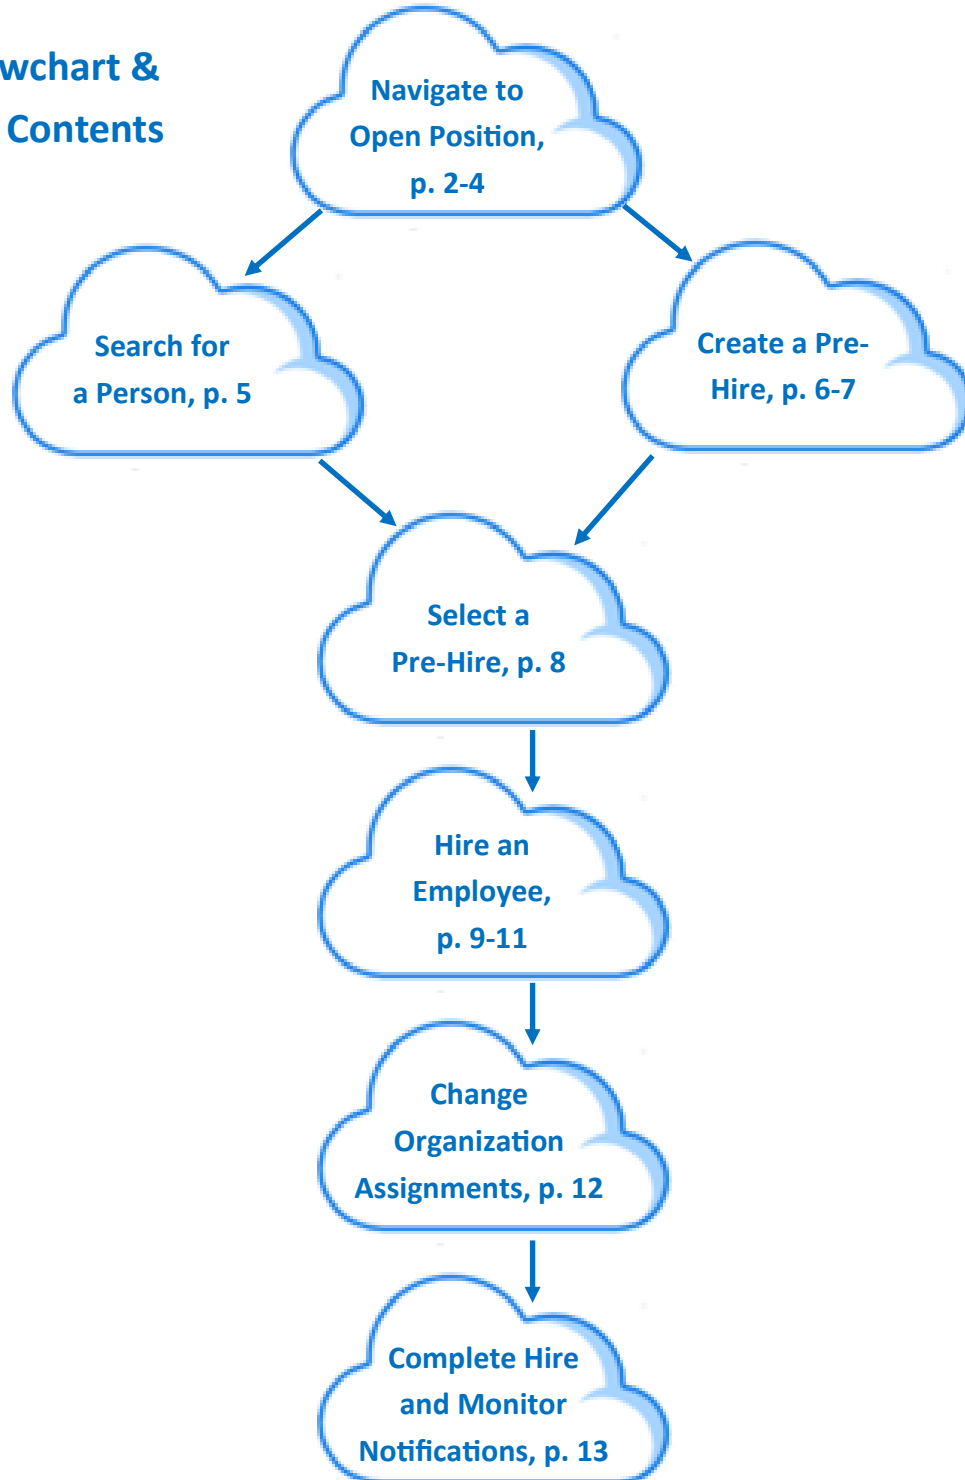 wchart &
Contents
Navigate to
Open Position,
p. 2-4
Search for
a Person, p. 5
Create a Pre-
Hire, p. 6-7
Select a
Pre-Hire, p. 8
Hire an
Employee,
p. 9-11
Change
Organization
Assignments, p. 12
Complete Hire
and Monitor
Notifications, p. 13